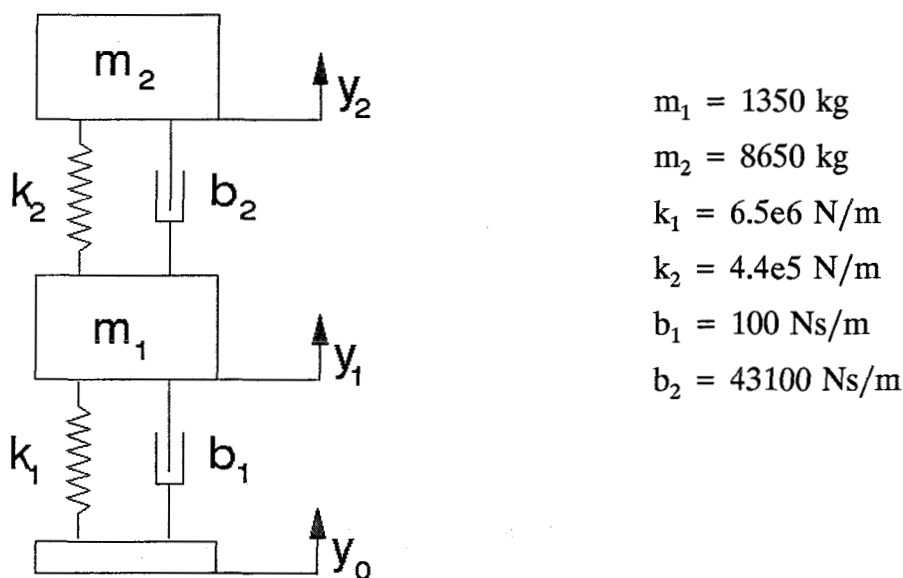 m₂
y₂
k₂
b₂
m₁
y₁
k₁
b₁
y₀
m₁ = 1350 kg
m₂ = 8650 kg
k₁ = 6.5e6 N/m
k₂ = 4.4e5 N/m
b₁ = 100 Ns/m
b₂ = 43100 Ns/m